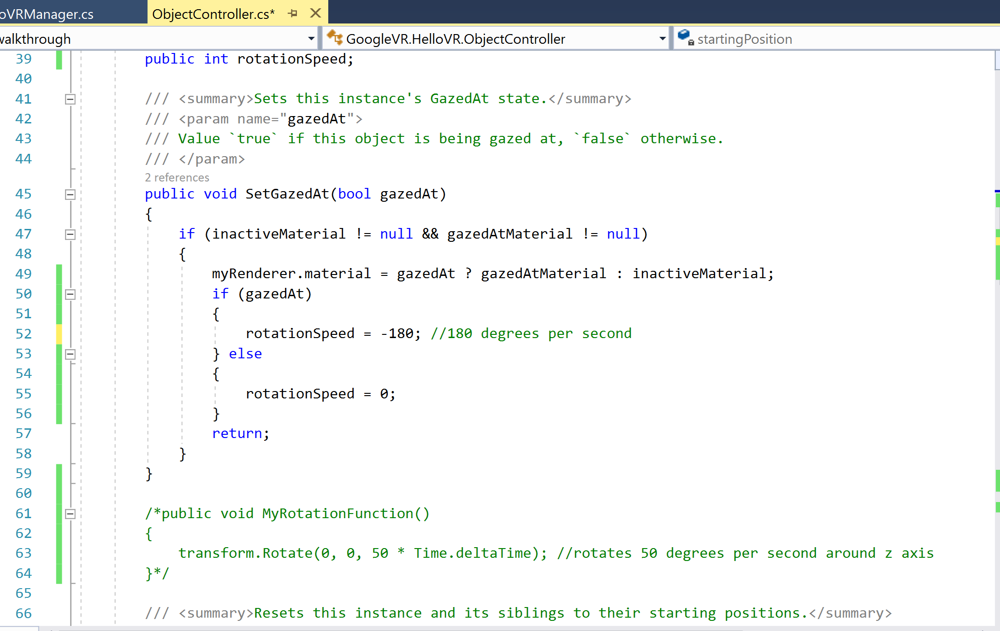 oVRManager.cs ObjectController.cs*
walkthrough GoogleVR.HelloVR.ObjectController startingPosition
39 public int rotationSpeed;
40
41 /// <summary>Sets this instance's GazedAt state.</summary>
42 /// <param name="gazedAt">
43 /// Value `true` if this object is being gazed at, `false` otherwise.
44 /// </param>
2 references
45 public void SetGazedAt(bool gazedAt)
46 {
47 if (inactiveMaterial != null && gazedAtMaterial != null)
48 {
49 myRenderer.material = gazedAt ? gazedAtMaterial : inactiveMaterial;
50 if (gazedAt)
51 {
52 rotationSpeed = -180; //180 degrees per second
53 } else
54 {
55 rotationSpeed = 0;
56 }
57 return;
58 }
59 }
60
61 /*public void MyRotationFunction()
62 {
63 transform.Rotate(0, 0, 50 * Time.deltaTime); //rotates 50 degrees per second around z axis
64 }*/
65
66 /// <summary>Resets this instance and its siblings to their starting positions.</summary>